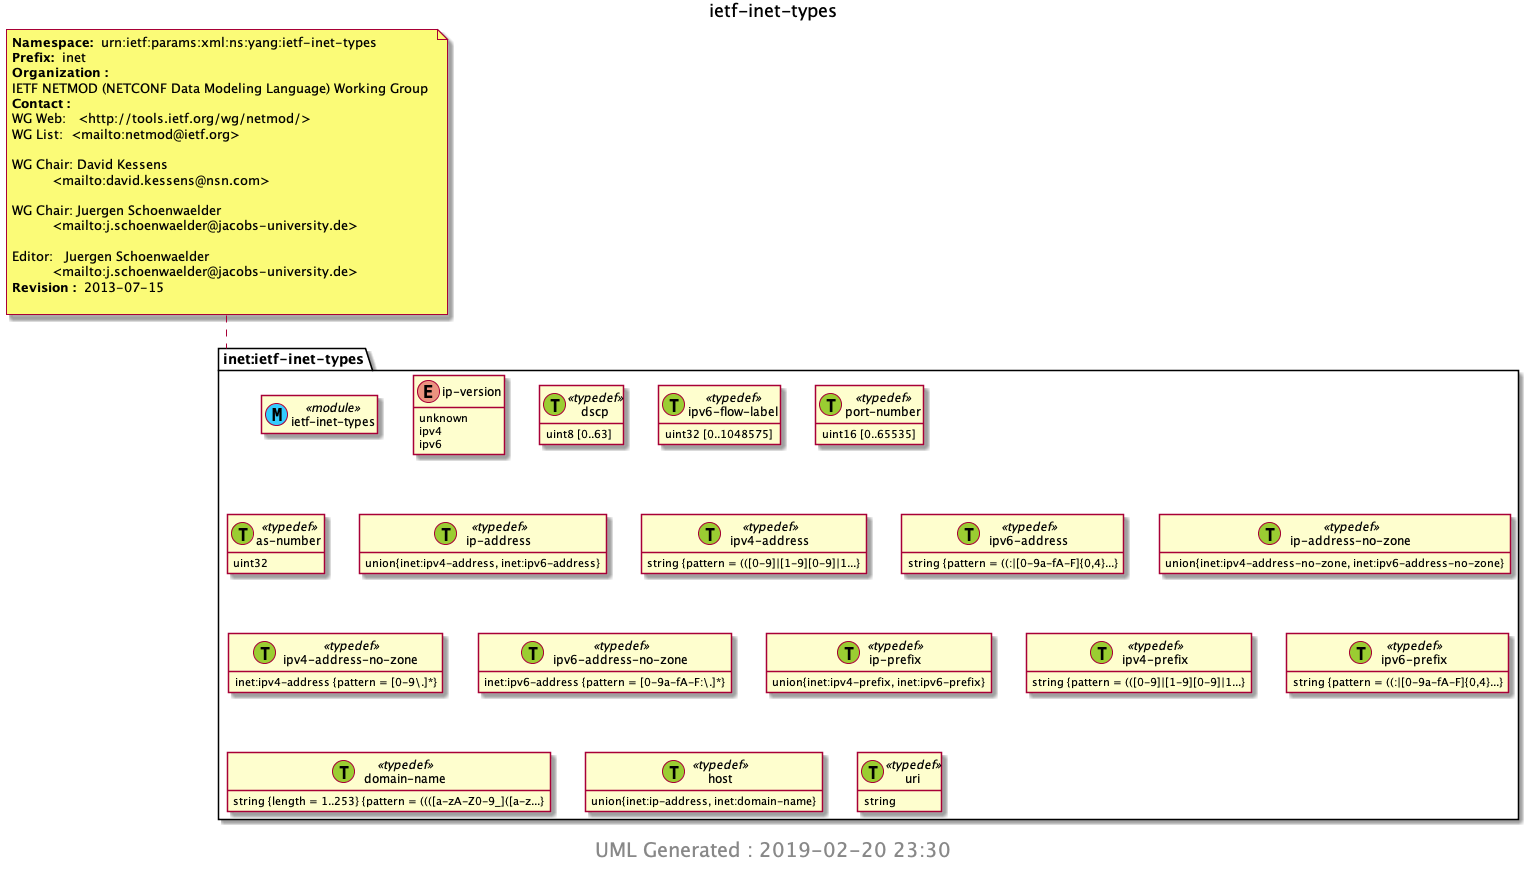 ietf-inet-types
Namespace: urn:ietf:params:xml:ns:yang:ietf-inet-types
Prefix: inet
Organization :
IETF NETMOD (NETCONF Data Modeling Language) Working Group
Contact :
WG Web: <http://tools.ietf.org/wg/netmod/>
WG List: <mailto:netmod@ietf.org>
WG Chair: David Kessens
<mailto:david.kessens@nsn.com>
WG Chair: Juergen Schoenwaelder
<mailto:j.schoenwaelder@jacobs-university.de>
Editor: Juergen Schoenwaelder
<mailto:j.schoenwaelder@jacobs-university.de>
Revision : 2013-07-15
inet:ietf-inet-types
M «module»
ietf-inet-types
E ip-version
unknown
ipv4
ipv6
T «typedef»
dscp
uint8 [0..63]
T «typedef»
ipv6-flow-label
uint32 [0..1048575]
T «typedef»
port-number
uint16 [0..65535]
T «typedef»
as-number
uint32
T «typedef»
ip-address
union{inet:ipv4-address, inet:ipv6-address}
T «typedef»
ipv4-address
string {pattern = (([0-9]|[1-9][0-9]|1...}
T «typedef»
ipv6-address
string {pattern = ((:|[0-9a-fA-F]{0,4}...}
T «typedef»
ip-address-no-zone
union{inet:ipv4-address-no-zone, inet:ipv6-address-no-zone}
T «typedef»
ipv4-address-no-zone
inet:ipv4-address {pattern = [0-9\.]*}
T «typedef»
ipv6-address-no-zone
inet:ipv6-address {pattern = [0-9a-fA-F:\.]*}
T «typedef»
ip-prefix
union{inet:ipv4-prefix, inet:ipv6-prefix}
T «typedef»
ipv4-prefix
string {pattern = (([0-9]|[1-9][0-9]|1...}
T «typedef»
ipv6-prefix
string {pattern = ((:|[0-9a-fA-F]{0,4}...}
T «typedef»
domain-name
string {length = 1..253} {pattern = ((([a-zA-Z0-9_]([a-z...}
T «typedef»
host
union{inet:ip-address, inet:domain-name}
T «typedef»
uri
string
UML Generated : 2019-02-20 23:30